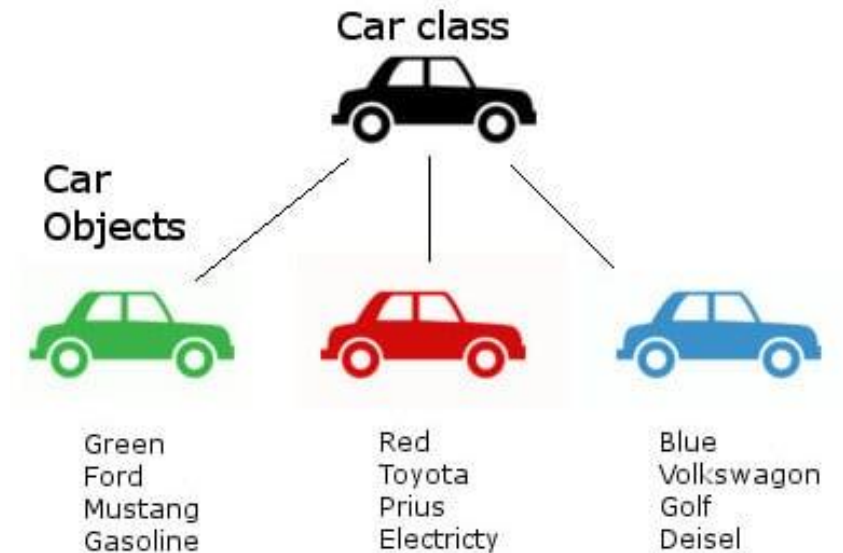 Car class
Car
Objects
Green
Ford
Mustang
Gasoline
Red
Toyota
Prius
Electricty
Blue
Volkswagon
Golf
Deisel